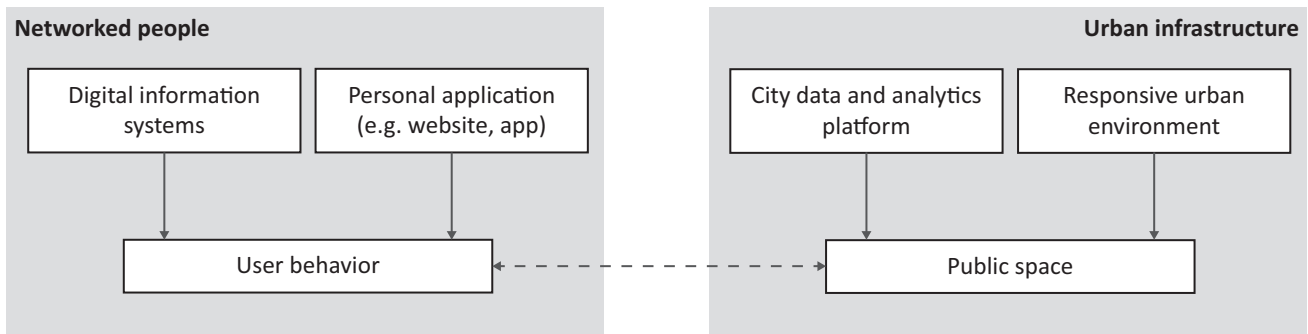 Networked people
Digital information
systems
Personal application
(e.g. website, app)
User behavior
Urban infrastructure
City data and analytics
platform
Responsive urban
environment
Public space